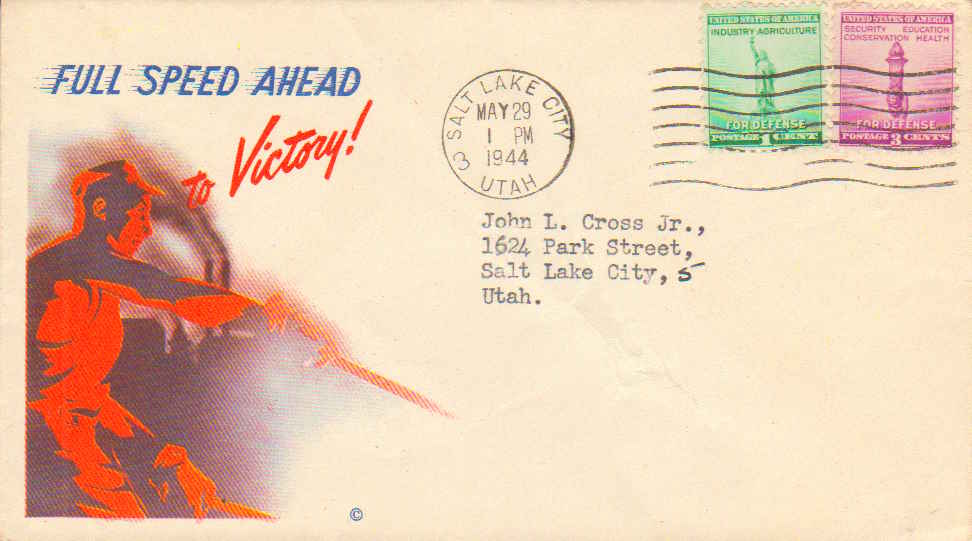 FULL SPEED AHEAD
to Victory!
SALT LAKE CITY
MAY 29
1 PM
1944
3
UTAH
UNITED STATES OF AMERICA
INDUSTRY AGRICULTURE
FOR DEFENSE
POSTAGE 1 CENT
UNITED STATES OF AMERICA
SECURITY EDUCATION
CONSERVATION HEALTH
FOR DEFENSE
POSTAGE 3 CENTS
John L. Cross Jr.,
1624 Park Street,
Salt Lake City, 5
Utah.
©